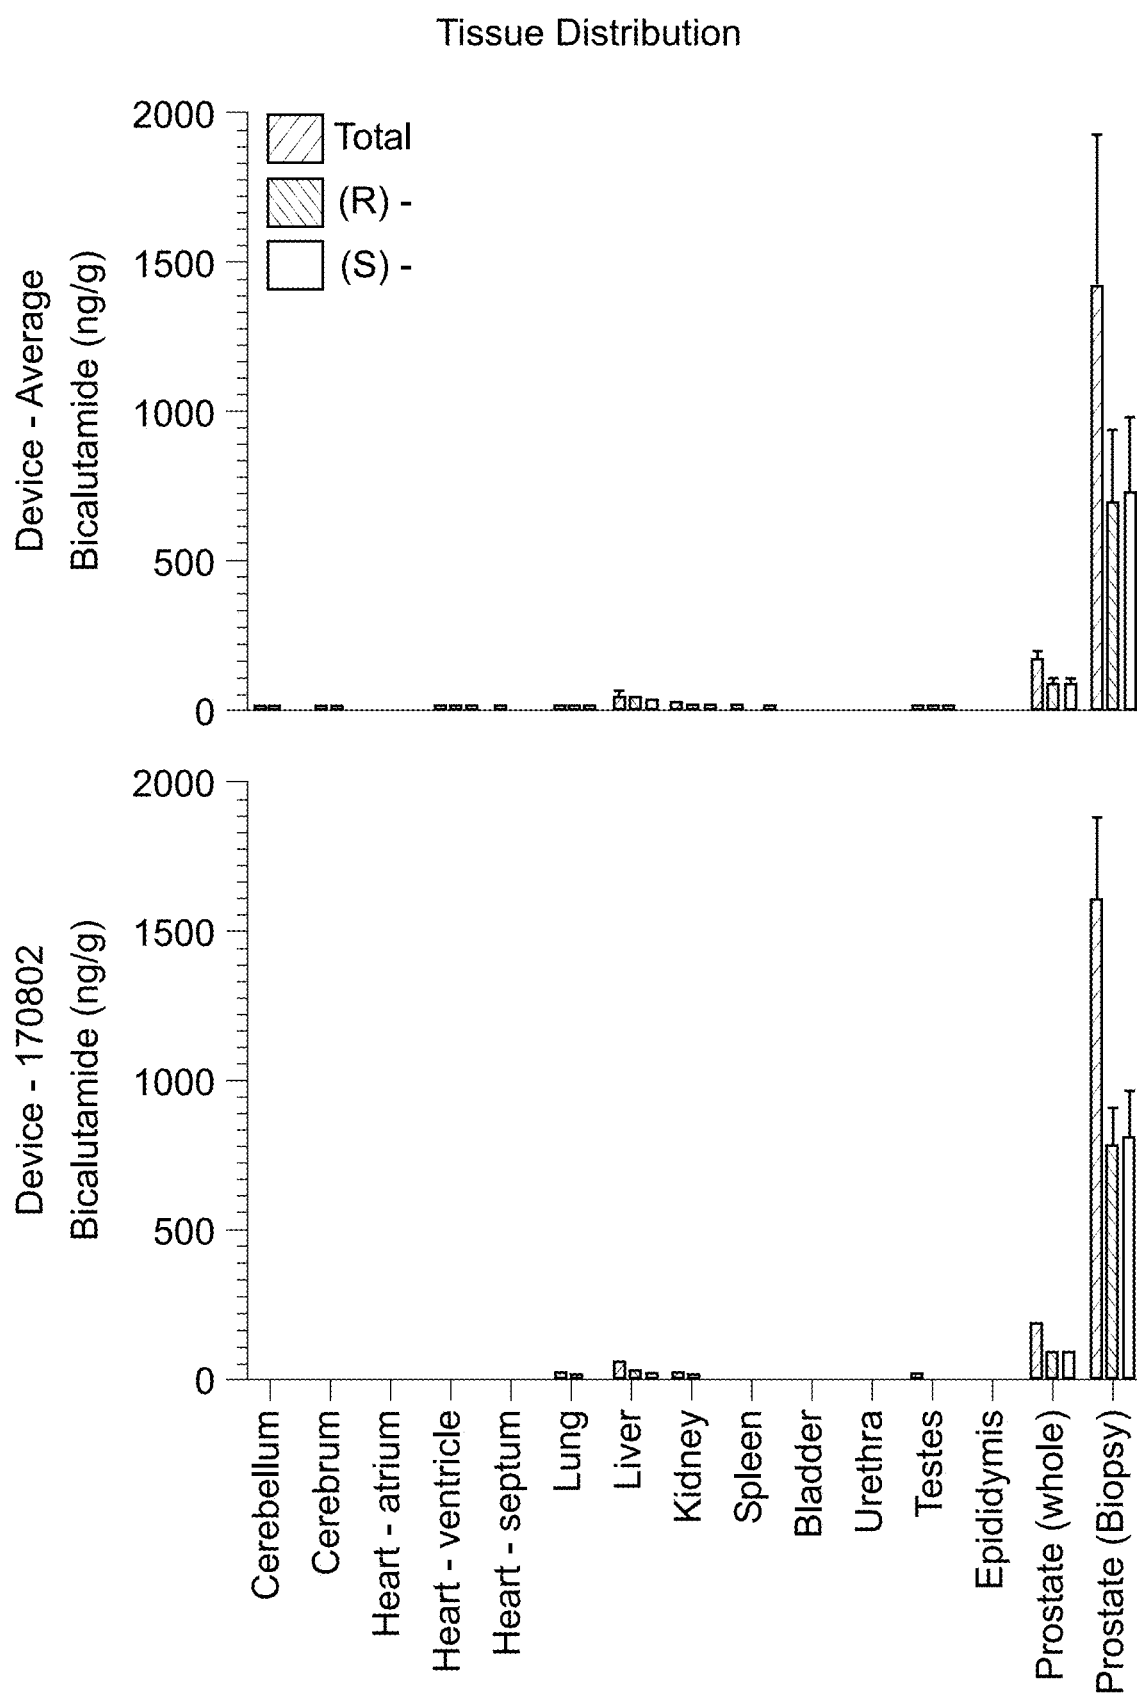 Tissue Distribution
Device - Average
Bicalutamide (ng/g)
2000
1500
1000
500
0
Total
(R) -
(S) -
Device - 170802
Bicalutamide (ng/g)
2000
1500
1000
500
0
Cerebellum
Cerebrum
Heart - atrium
Heart - ventricle
Heart - septum
Lung
Liver
Kidney
Spleen
Bladder
Urethra
Testes
Epididymis
Prostate (whole)
Prostate (Biopsy)